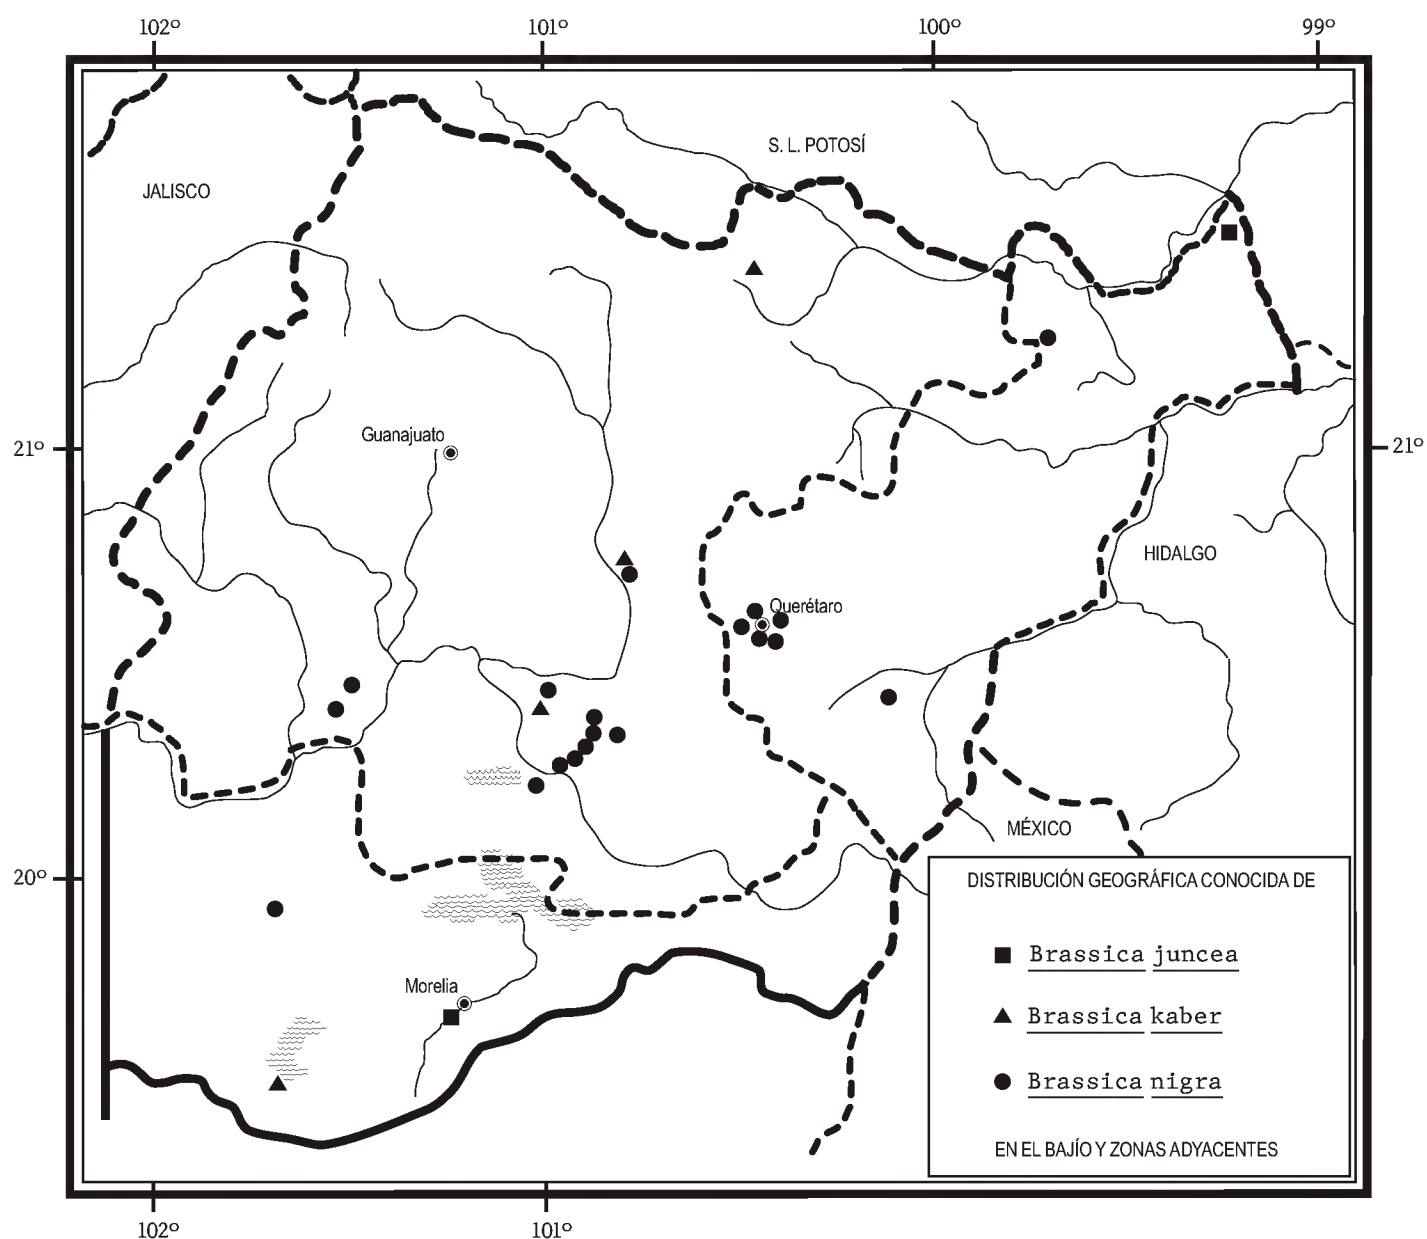 102º 101º 100º 99º
S. L. POTOSÍ
JALISCO
Guanajuato
21º 21º
HIDALGO
Querétaro
MÉXICO
20º
DISTRIBUCIÓN GEOGRÁFICA CONOCIDA DE
Brassica juncea
Morelia
Brassica kaber
Brassica nigra
EN EL BAJÍO Y ZONAS ADYACENTES
102º 101º